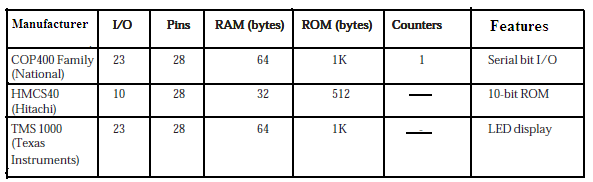 Manufacturer I/O Pins RAM (bytes) ROM (bytes) Counters Features
COP400 Family 23 28 64 1K 1 Serial bit I/O
(National)
HMCS40 10 28 32 512 — 10-bit ROM
(Hitachi)
TMS 1000 23 28 64 1K — LED display
(Texas
Instruments)